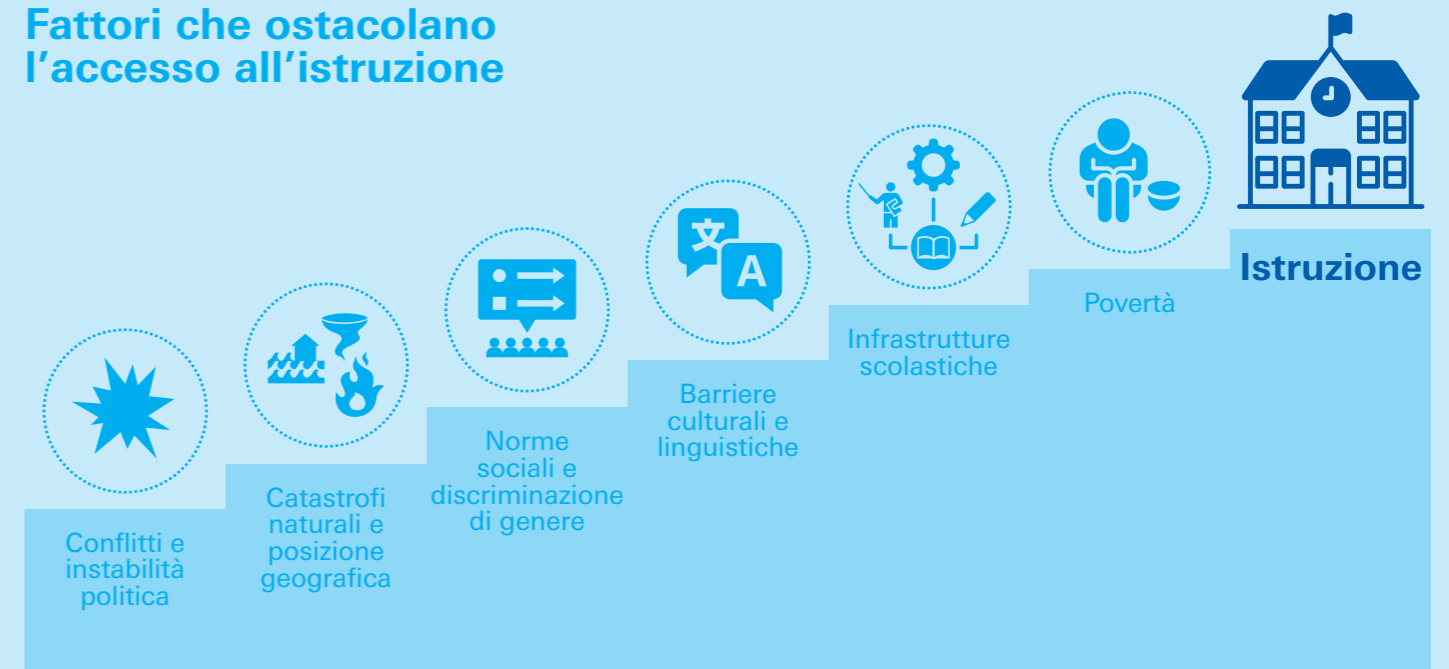 Fattori che ostacolano
l’accesso all’istruzione
Conflitti e
instabilità
politica
Catastrofi
naturali e
posizione
geografica
Norme
sociali e
discriminazione
di genere
Barriere
culturali e
linguistiche
文
A
Infrastrutture
scolastiche
Povertà
Istruzione